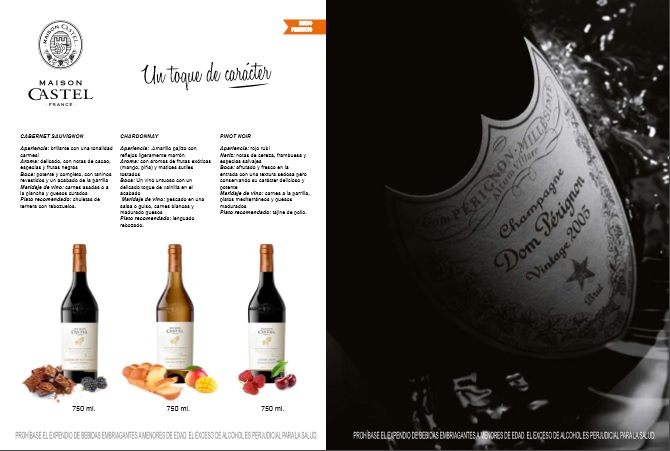 MAISON CASTEL
MAISON
CASTEL
- FRANCE -
Un toque de carácter
NUEVO
PRODUCTO
CABERNET SAUVIGNON
Apariencia: brillante con una tonalidad
carmesí
Aroma: delicado, con notas de cacao,
especias y frutas negras
Boca: potente y completo, con taninos
revestidos y un acabado de la parrilla
Maridaje de vino: carnes asadas o a
la plancha y quesos curados
Plato recomendado: chuletas de
ternera con rebozuelos.
CHARDONNAY
Apariencia: Amarillo pajizo con
reflejos ligeramente marrón
Aroma: con aromas de frutas exóticas
(mango, piña) y matices sutiles
tostados
Boca: Un vino untuoso con un
delicado toque de vainilla en el
acabado
Maridaje de vino: pescado en una
salsa o guiso, carnes blancas y
madurado quesos
Plato recomendado: lenguado
rebozado.
PINOT NOIR
Apariencia: rojo rubí
Nariz: notas de cereza, frambuesa y
especias salvajes
Boca: afrutado y fresco en la
entrada con una textura sedosa pero
conservando su carácter delicioso y
potente
Maridaje de vino: carnes a la parrilla,
platos mediterráneos y quesos
madurados
Plato recomendado: tajine de pollo.
MAISON
CASTEL
MAISON
CASTEL
MAISON
CASTEL
750 ml.
750 ml.
750 ml.
PROHÍBASE EL EXPENDIO DE BEBIDAS EMBRIAGANTES A MENORES DE EDAD. EL EXCESO DE ALCOHOL ES PERJUDICIAL PARA LA SALUD.
Champagne
Dom Pérignon
Vintage 2003
Brut
PROHÍBASE EL EXPENDIO DE BEBIDAS EMBRIAGANTES A MENORES DE EDAD. EL EXCESO DE ALCOHOL ES PERJUDICIAL PARA LA SALUD.